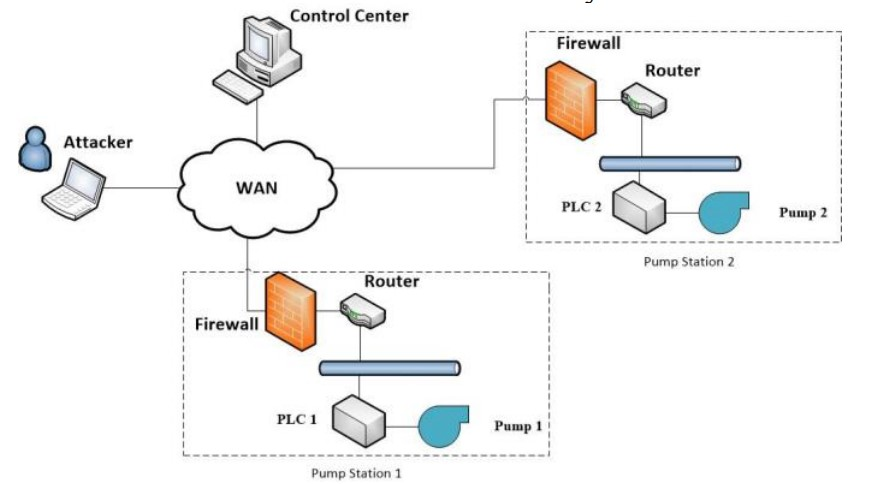 Control Center
Firewall
Router
Attacker
WAN
PLC 2
Pump 2
Pump Station 2
Router
Firewall
PLC 1
Pump 1
Pump Station 1